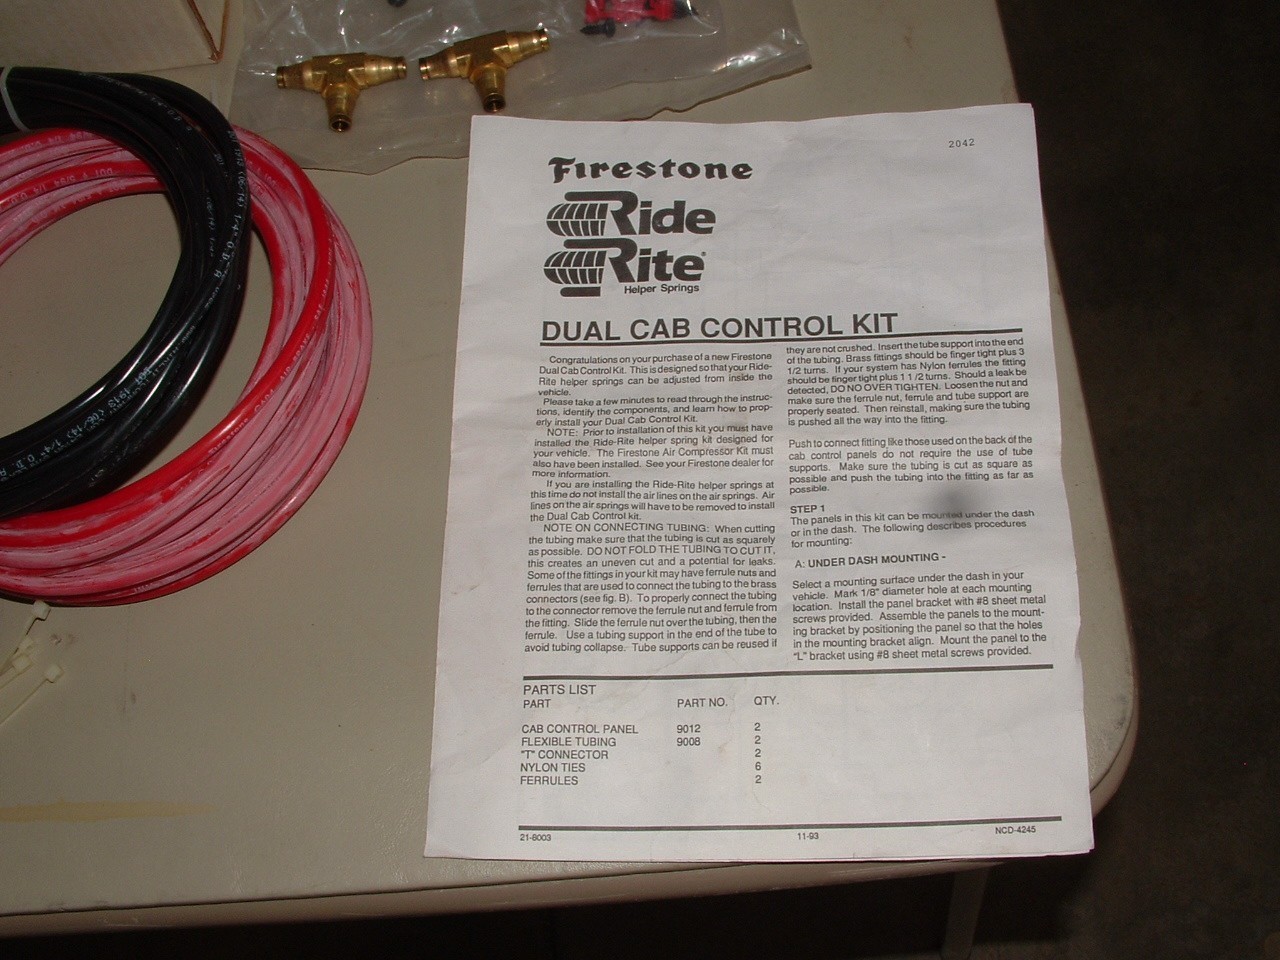 2042
Firestone
Ride
Rite®
Helper Springs
DUAL CAB CONTROL KIT
Congratulations on your purchase of a new Firestone
Dual Cab Control Kit. This is designed so that your Ride-
Rite helper springs can be adjusted from inside the
vehicle.
Please take a few minutes to read through the instruc-
tions, identify the components, and learn how to prop-
erly install your Dual Cab Control Kit.
NOTE: Prior to installation of this kit you must have
installed the Ride-Rite helper spring kit designed for
your vehicle. The Firestone Air Compressor Kit must
also have been installed. See your Firestone dealer for
more information.
If you are installing the Ride-Rite helper springs at
this time do not install the air lines on the air springs. Air
lines on the air springs will have to be removed to install
the Dual Cab Control kit.
NOTE ON CONNECTING TUBING: When cutting
the tubing make sure that the tubing is cut as squarely
as possible. DO NOT FOLD THE TUBING TO CUT IT,
this creates an uneven cut and a potential for leaks.
Some of the fittings in your kit may have ferrule nuts and
ferrules that are used to connect the tubing to the brass
connectors (see fig. B). To properly connect the tubing
to the connector remove the ferrule nut and ferrule from
the fitting. Slide the ferrule nut over the tubing, then the
ferrule. Use a tubing support in the end of the tube to
avoid tubing collapse. Tube supports can be reused if
they are not crushed. Insert the tube support into the end
of the tubing. Brass fittings should be finger tight plus 3
1/2 turns. If your system has Nylon ferrules the fitting
should be finger tight plus 1 1/2 turns. Should a leak be
detected, DO NO OVER TIGHTEN. Loosen the nut and
make sure the ferrule nut, ferrule and tube support are
properly seated. Then reinstall, making sure the tubing
is pushed all the way into the fitting.
Push to connect fitting like those used on the back of the
cab control panels do not require the use of tube
supports. Make sure the tubing is cut as square as
possible and push the tubing into the fitting as far as
possible.
STEP 1
The panels in this kit can be mounted under the dash
or in the dash. The following describes procedures
for mounting:
A: UNDER DASH MOUNTING -
Select a mounting surface under the dash in your
vehicle. Mark 1/8" diameter hole at each mounting
location. Install the panel bracket with #8 sheet metal
screws provided. Assemble the panels to the mount-
ing bracket by positioning the panel so that the holes
in the mounting bracket align. Mount the panel to the
"L" bracket using #8 sheet metal screws provided.
PARTS LIST
PART PART NO. QTY.
CAB CONTROL PANEL 9012 2
FLEXIBLE TUBING 9008 2
"T" CONNECTOR 2
NYLON TIES 6
FERRULES 2
21-8003 11-93 NCD-4245